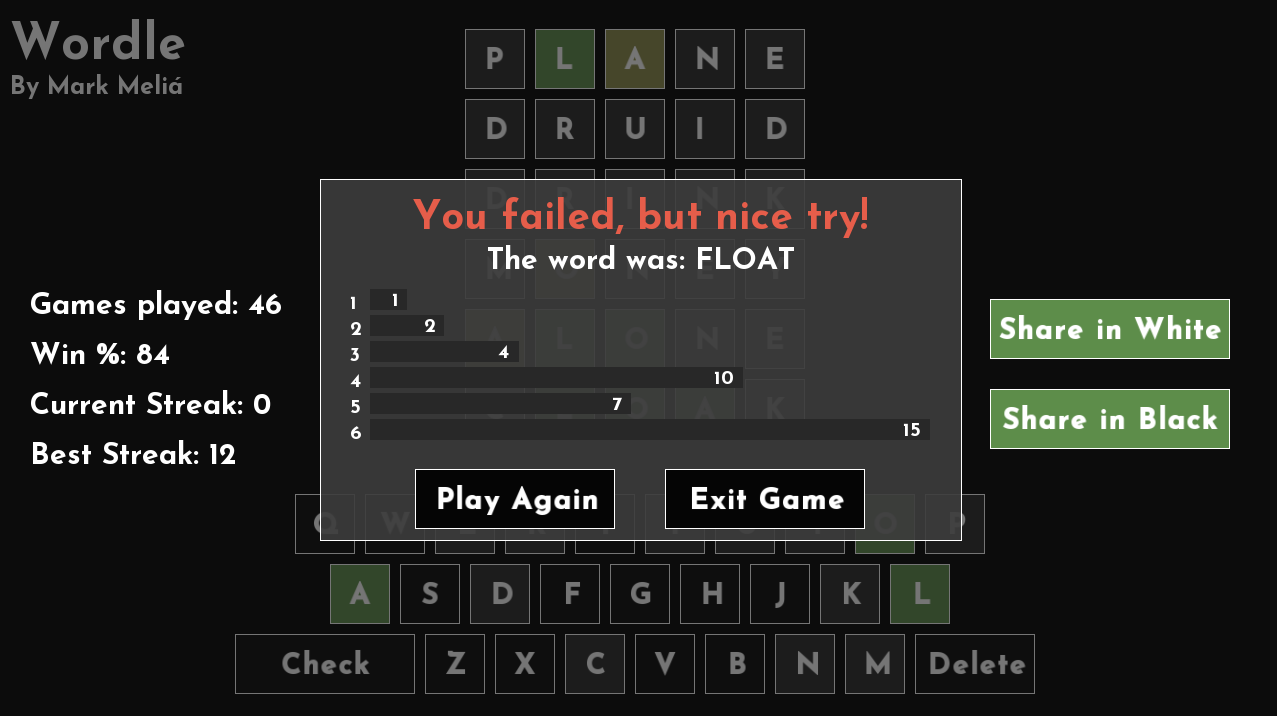 Wordle
By Mark Meliá
P L A N E
D R U I D
D R I N K
You failed, but nice try!
The word was: FLOAT
A L O N E
1 1
2 2
3 4
4 10
5 7
6 15
Games played: 46
Win %: 84
Current Streak: 0
Best Streak: 12
Share in White
Share in Black
Play Again
Exit Game
Q W O P
A S D F G H J K L
Check Z X C V B N M Delete